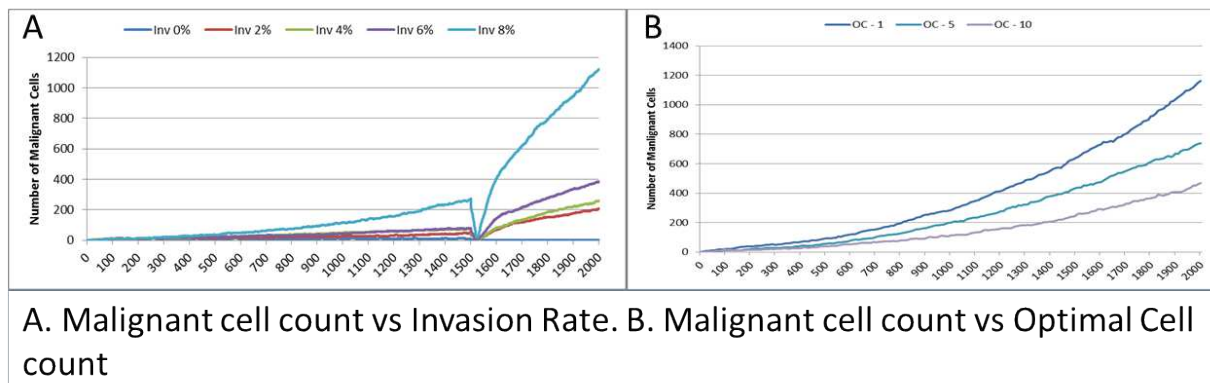 A
Inv 0% Inv 2% Inv 4% Inv 6% Inv 8%
Number of Malignant Cells
1200
1000
800
600
400
200
0
0 100 200 300 400 500 600 700 800 900 1000 1100 1200 1300 1400 1500 1600 1700 1800 1900 2000
B
OC - 1 OC - 5 OC - 10
Number of Manlignant Cells
1400
1200
1000
800
600
400
200
0
0 100 200 300 400 500 600 700 800 900 1000 1100 1200 1300 1400 1500 1600 1700 1800 1900 2000
A. Malignant cell count vs Invasion Rate. B. Malignant cell count vs Optimal Cell
count